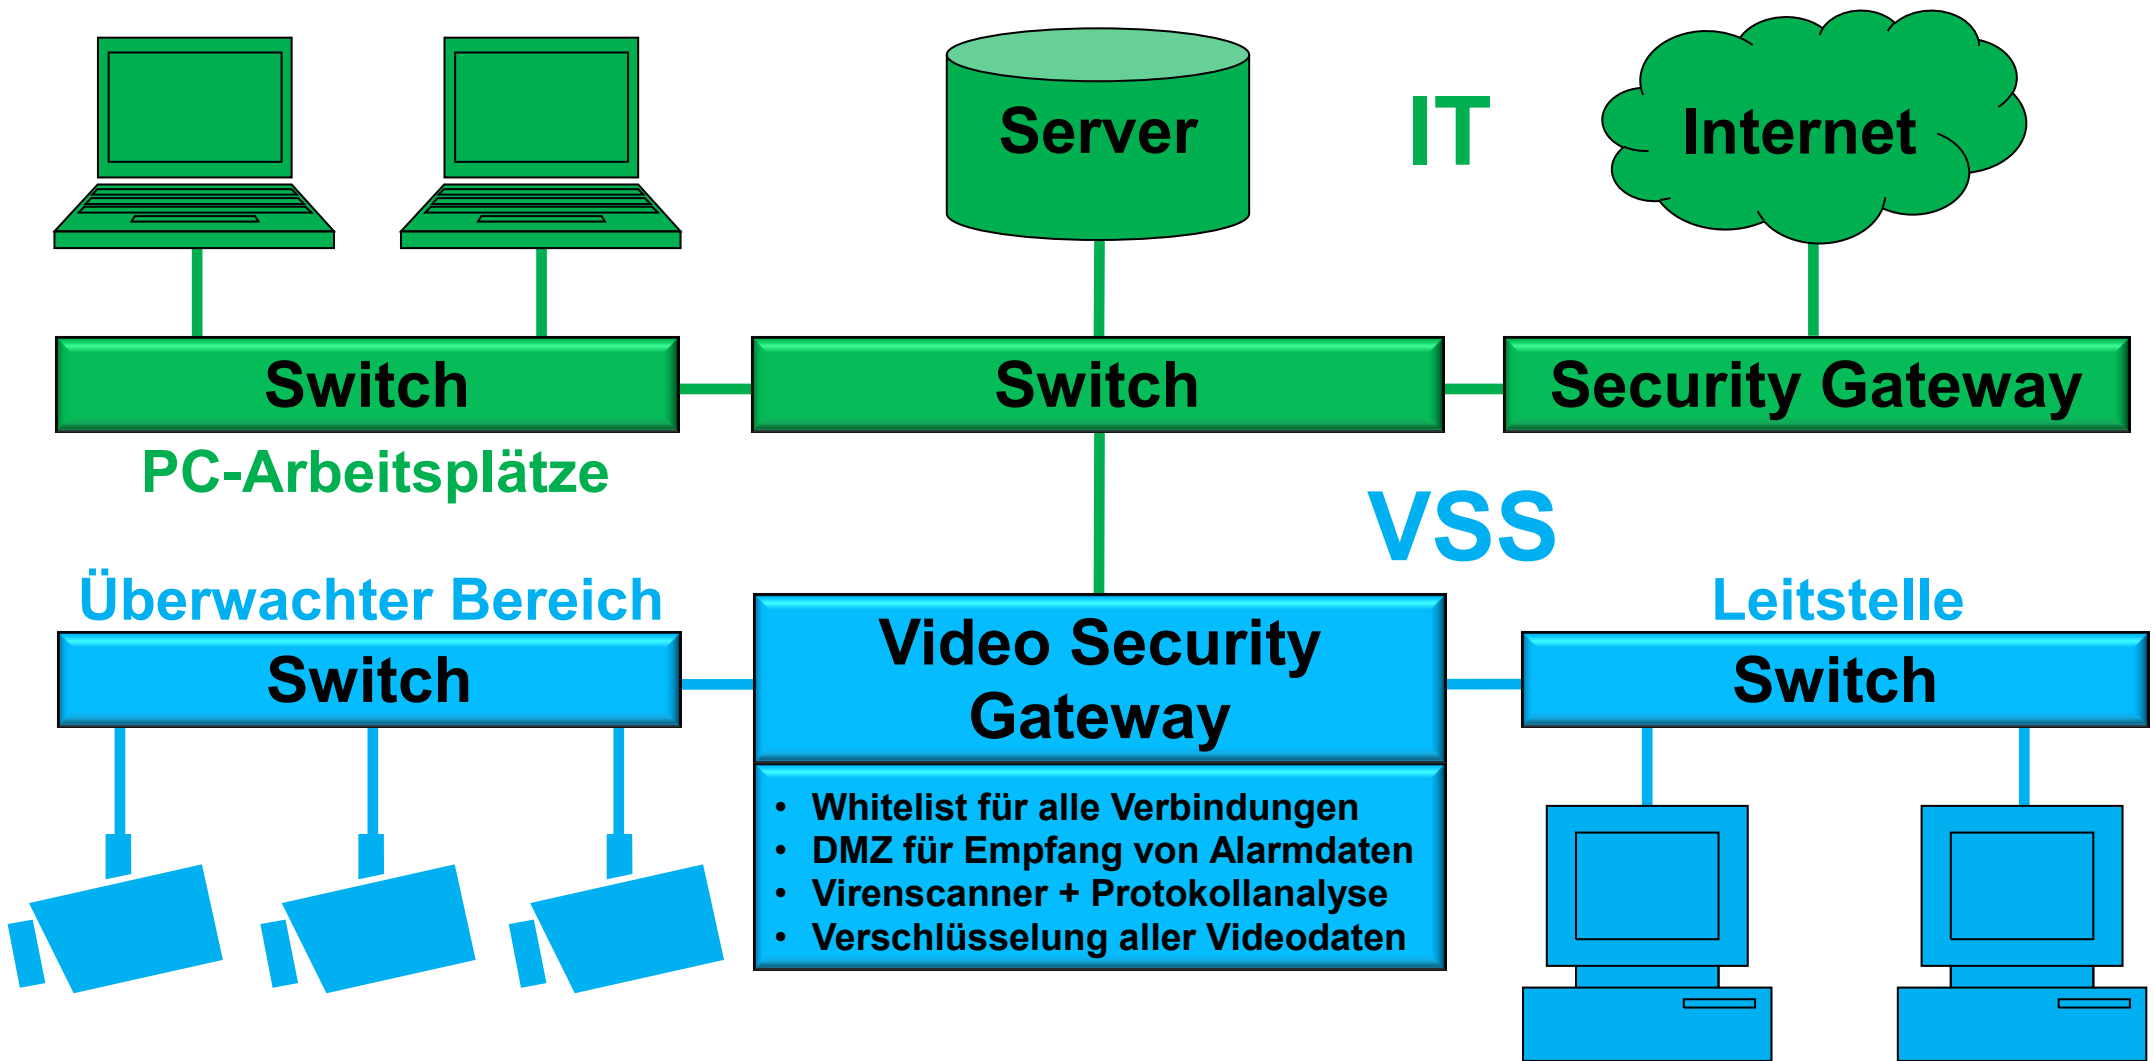 Server
IT
Internet
Switch
Switch
Security Gateway
PC-Arbeitsplätze
VSS
Überwachter Bereich
Leitstelle
Switch
Video Security
Gateway
Switch
• Whitelist für alle Verbindungen
• DMZ für Empfang von Alarmdaten
• Virenscanner + Protokollanalyse
• Verschlüsselung aller Videodaten